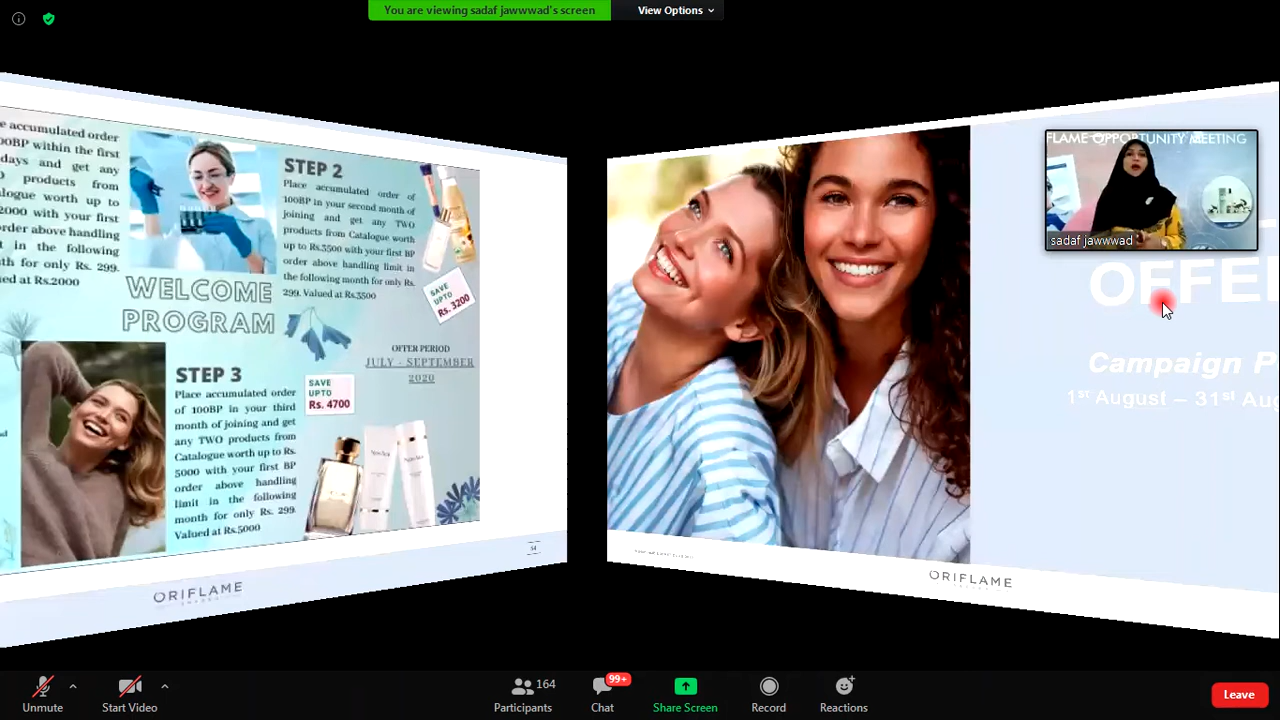 You are viewing sadaf jawwwad's screen
View Options
accumulated order
within the first
days and get any
products from
worth up to
with your first
order above handling
in the following
for only Rs. 299.
at Rs.2000
WELCOME
PROGRAM
STEP 2
Place accumulated order of
100BP in your second month of
joining and get any TWO
products from Catalogue worth
up to Rs.3500 with your first BP
order above handling limit in
the following month for only Rs.
299. Valued at Rs.3500
SAVE
UPTO
Rs. 3200
OFFER PERIOD
JULY - SEPTEMBER
2020
STEP 3
Place accumulated order
of 100BP in your third
month of joining and get
any TWO products from
Catalogue worth up to Rs.
5000 with your first BP
order above handling
limit in the following
month for only Rs. 299.
Valued at Rs.5000
SAVE
UPTO
Rs. 4700
14
ORIFLAME
SWEDEN
FLAME OPPORTUNITY MEETING
sadaf jawwwad
OFFE
Campaign P
1st August – 31st Aug
ORIFLAME
Unmute
Start Video
164
Participants
99+
Chat
Share Screen
Record
Reactions
Leave